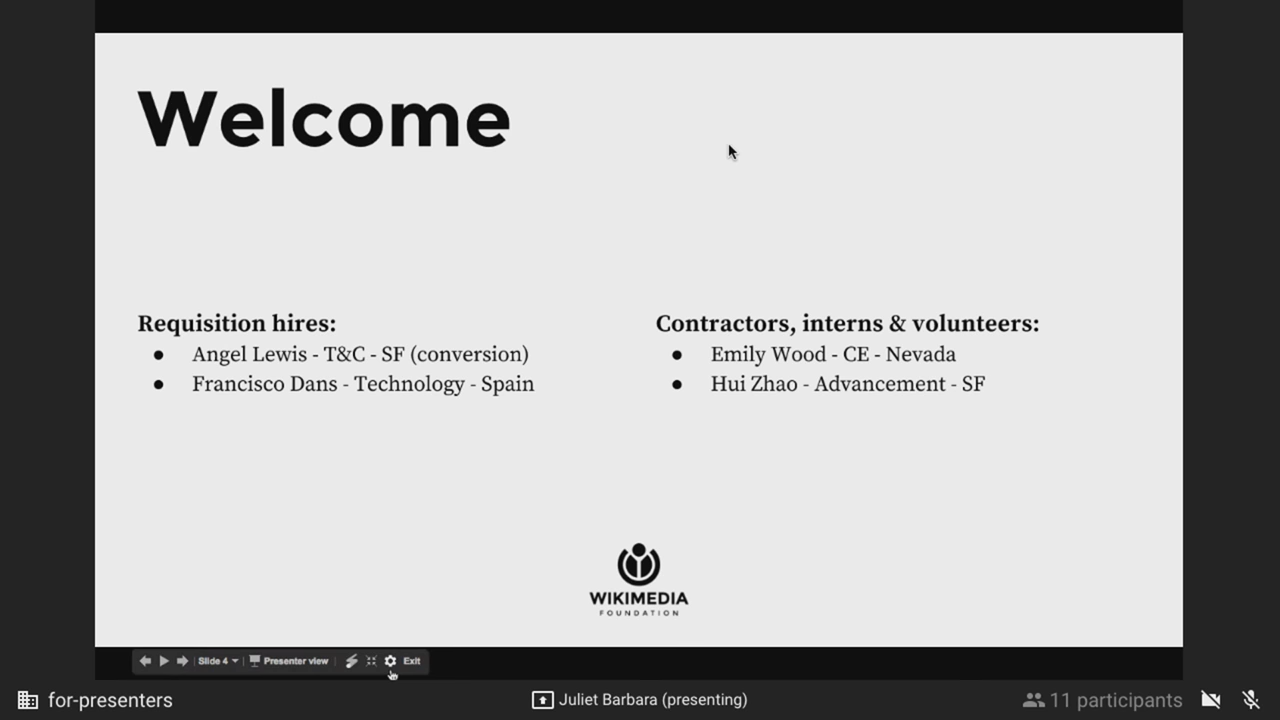 Welcome
Requisition hires:
● Angel Lewis - T&C - SF (conversion)
● Francisco Dans - Technology - Spain
Contractors, interns & volunteers:
● Emily Wood - CE - Nevada
● Hui Zhao - Advancement - SF
WIKIMEDIA
FOUNDATION
Slide 4 Presenter view Exit
for-presenters
Juliet Barbara (presenting)
11 participants